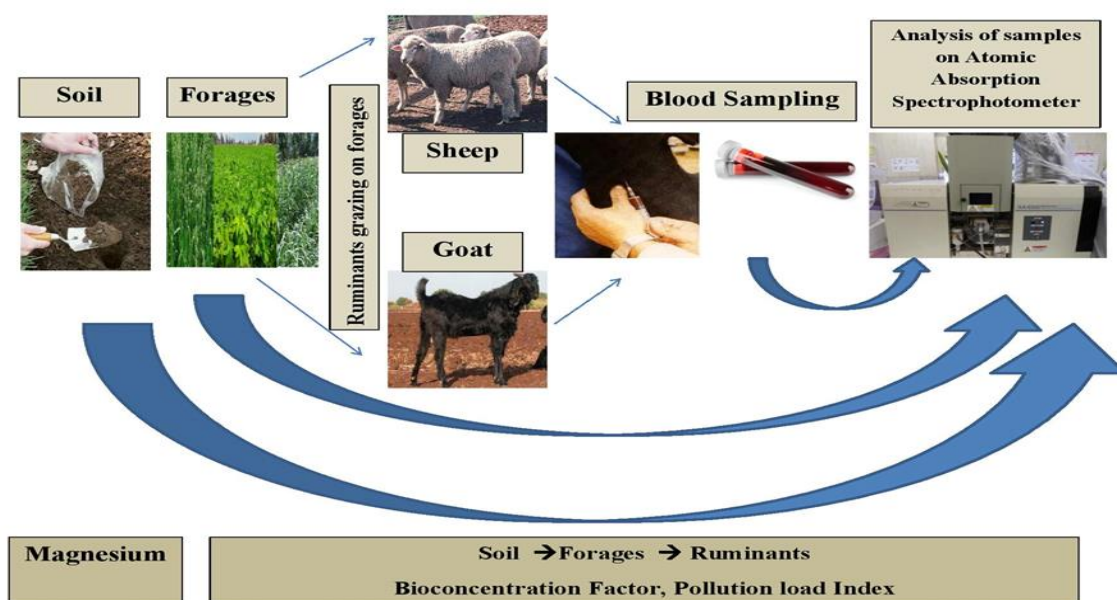 Soil
Forages
Ruminants grazing on forages
Sheep
Goat
Blood Sampling
Analysis of samples
on Atomic
Absorption
Spectrophotometer
Magnesium
Soil → Forages → Ruminants
Bioconcentration Factor, Pollution load Index